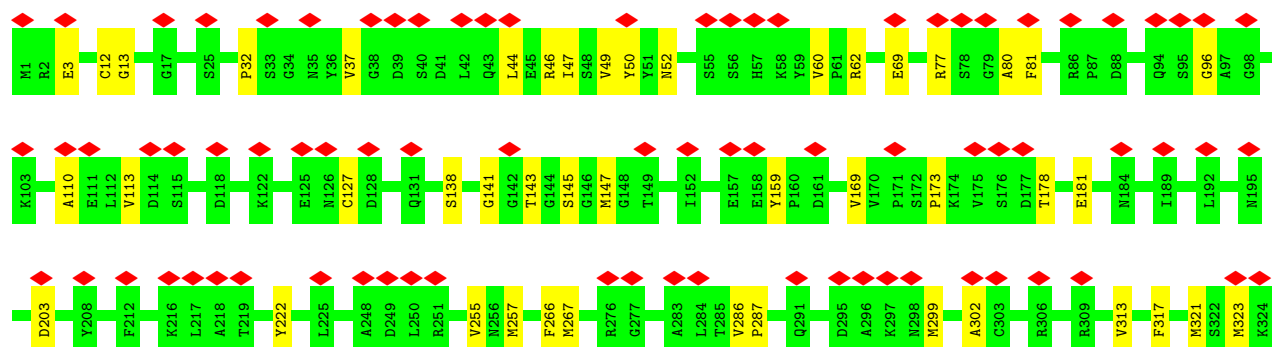 M1 R2 E3 C12 G13 G17 S25 P32 S33 G34 N35 Y36 V37 G38 D39 S40 D41 L42 Q43 L44 E45 R46 I47 S48 V49 Y50 Y51 N52 S55 S56 H57 K58 Y59 V60 P61 R62 E69 R77 S78 G79 A80 F81 R86 P87 D88 Q94 S95 G96 A97 G98
K103 A110 E111 L112 V113 D114 S115 D118 K122 E125 N126 C127 D128 Q131 S138 G141 G142 T143 G144 S145 G146 M147 G148 T149 I152 E157 E158 Y159 P160 D161 V169 V170 P171 S172 P173 K174 V175 S176 D177 T178 E181 N184 I189 L192 N195
D203 Y208 F212 K216 L217 A218 T219 Y222 L225 A248 D249 L250 R251 V255 N256 M257 F266 M267 R276 G277 A283 L284 T285 V286 P287 Q291 D295 A296 K297 N298 M299 A302 C303 R306 R309 V313 F317 M321 S322 M323 K324